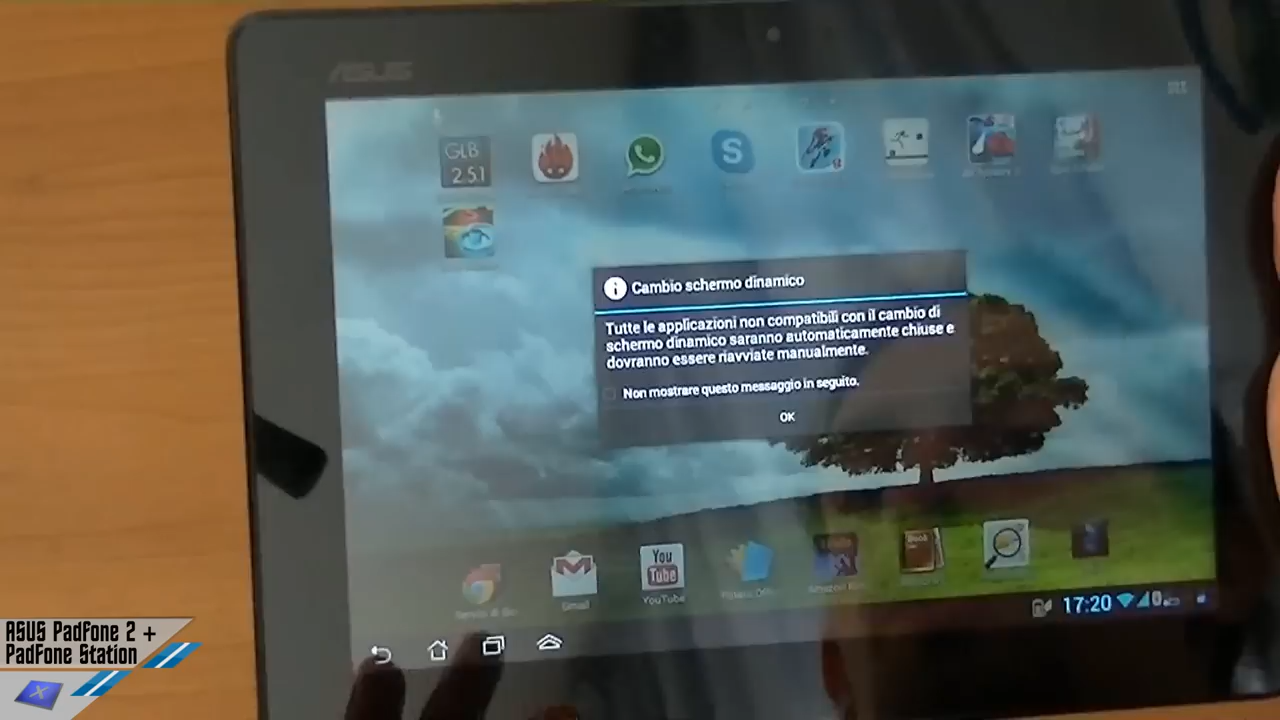 ASUS
GLB
2.5.1
S
Cambio schermo dinamico
Tutte le applicazioni non compatibili con il cambio di
schermo dinamico saranno automaticamente chiuse e
dovranno essere riavviate manualmente.
Non mostrare questo messaggio in seguito.
OK
You
Tube
Gmail
YouTube
17:20
ASUS PadFone 2 +
PadFone Station
X